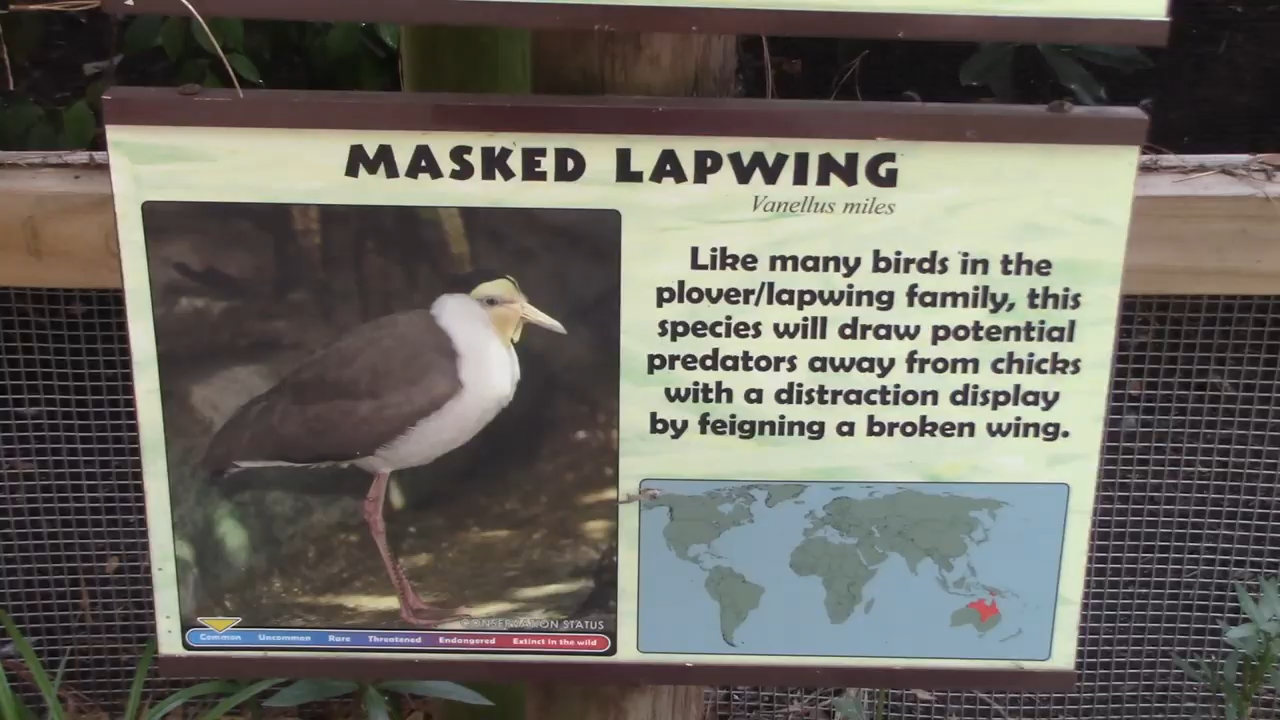 MASKED LAPWING
Vanellus miles
Like many birds in the
plover/lapwing family, this
species will draw potential
predators away from chicks
with a distraction display
by feigning a broken wing.
CONSERVATION STATUS
Common Uncommon Rare Threatened Endangered Extinct in the wild